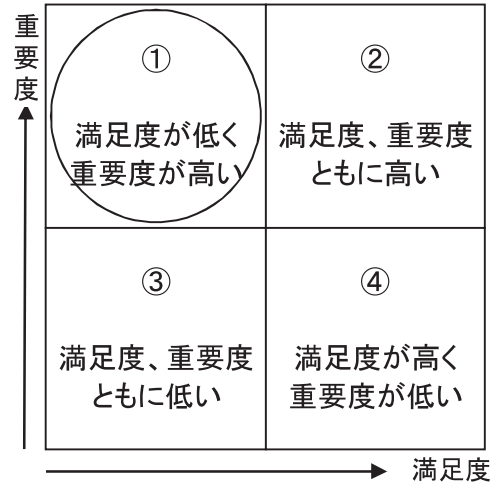 重要度
①
満足度が低く
重要度が高い
②
満足度、重要度
ともに高い
③
満足度、重要度
ともに低い
④
満足度が高く
重要度が低い
満足度